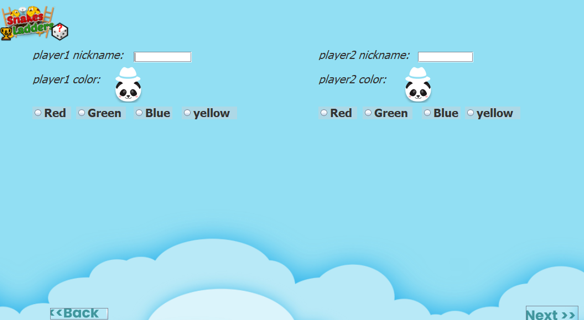 Snakes
Ladders
player1 nickname:
player2 nickname:
player1 color:
player2 color:
Red Green Blue yellow
Red Green Blue yellow
<<Back
Next >>